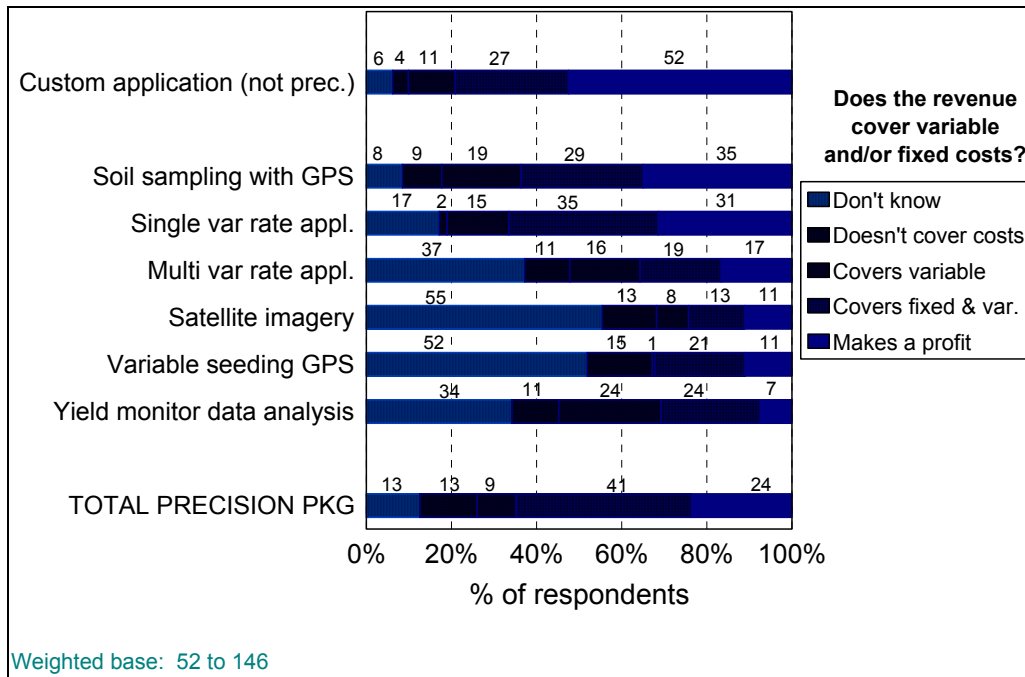 6 4 11 27 52
Custom application (not prec.)
8 9 19 29 35
Soil sampling with GPS
17 2 15 35 31
Single var rate appl.
37 11 16 19 17
Multi var rate appl.
55 13 8 13 11
Satellite imagery
52 15 1 21 11
Variable seeding GPS
34 11 24 24 7
Yield monitor data analysis
13 13 9 41 24
TOTAL PRECISION PKG
0% 20% 40% 60% 80% 100%
% of respondents
Does the revenue
cover variable
and/or fixed costs?
Don't know
Doesn't cover costs
Covers variable
Covers fixed & var.
Makes a profit
Weighted base: 52 to 146